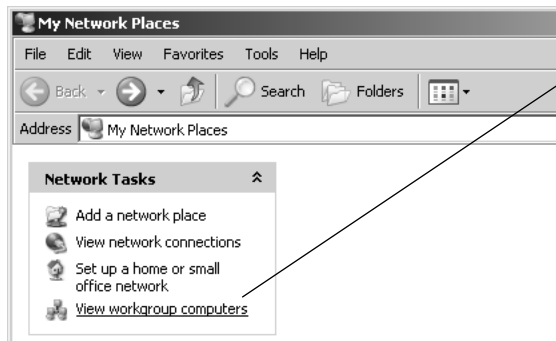 My Network Places
File Edit View Favorites Tools Help
Back Search Folders
Address My Network Places
Network Tasks
Add a network place
View network connections
Set up a home or small
office network
View workgroup computers